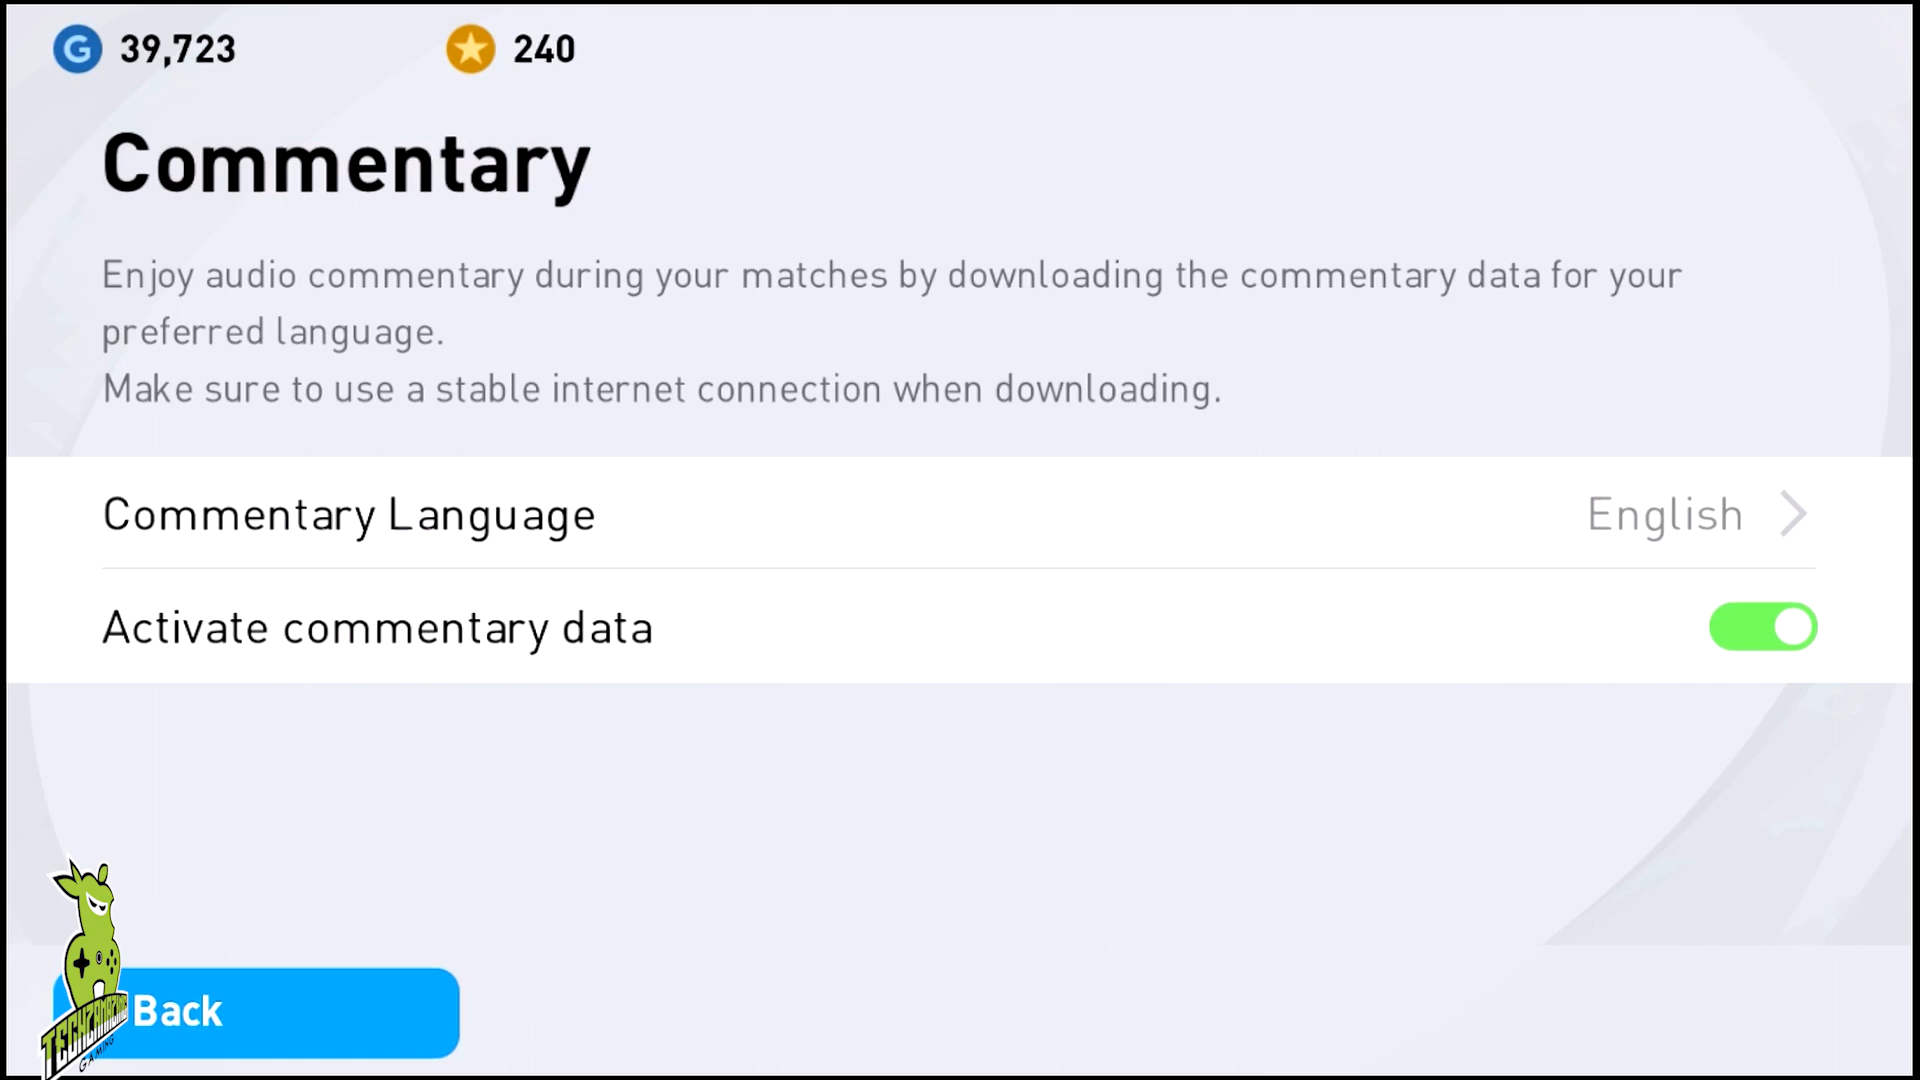 G 39,723 240
Commentary
Enjoy audio commentary during your matches by downloading the commentary data for your
preferred language.
Make sure to use a stable internet connection when downloading.
Commentary Language English
Activate commentary data
Back
GAMING